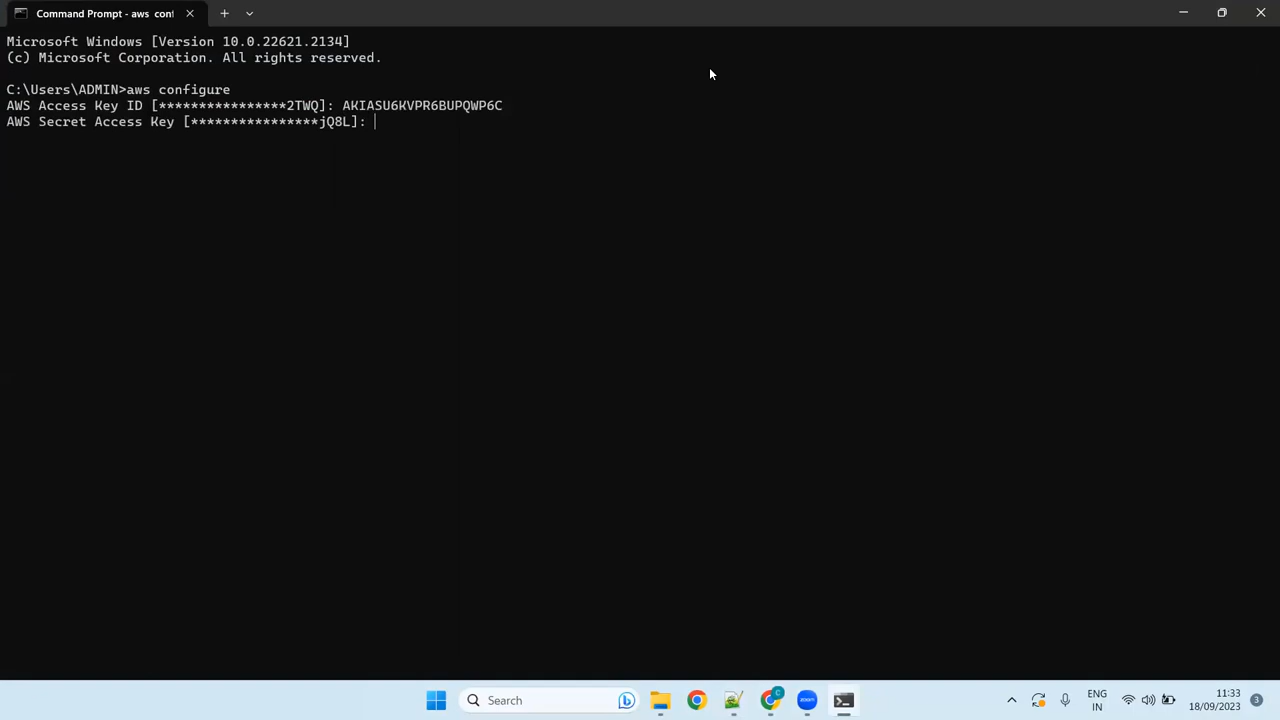 Command Prompt - aws conf
Microsoft Windows [Version 10.0.22621.2134]
(c) Microsoft Corporation. All rights reserved.
C:\Users\ADMIN>aws configure
AWS Access Key ID [****************2TWQ]: AKIASU6KVPR6BUPQWP6C
AWS Secret Access Key [****************jQ8L]:
Search
C
zoom
ENG
IN
11:33
18/09/2023
3